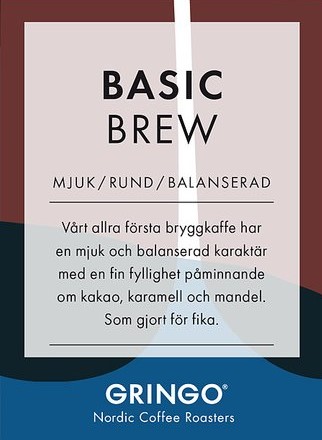 BASIC
BREW
MJUK/RUND/BALANSERAD
Vårt allra första bryggkaffe har
en mjuk och balanserad karaktär
med en fin fyllighet påminnande
om kakao, karamell och mandel.
Som gjort för fika.
GRINGO®
Nordic Coffee Roasters